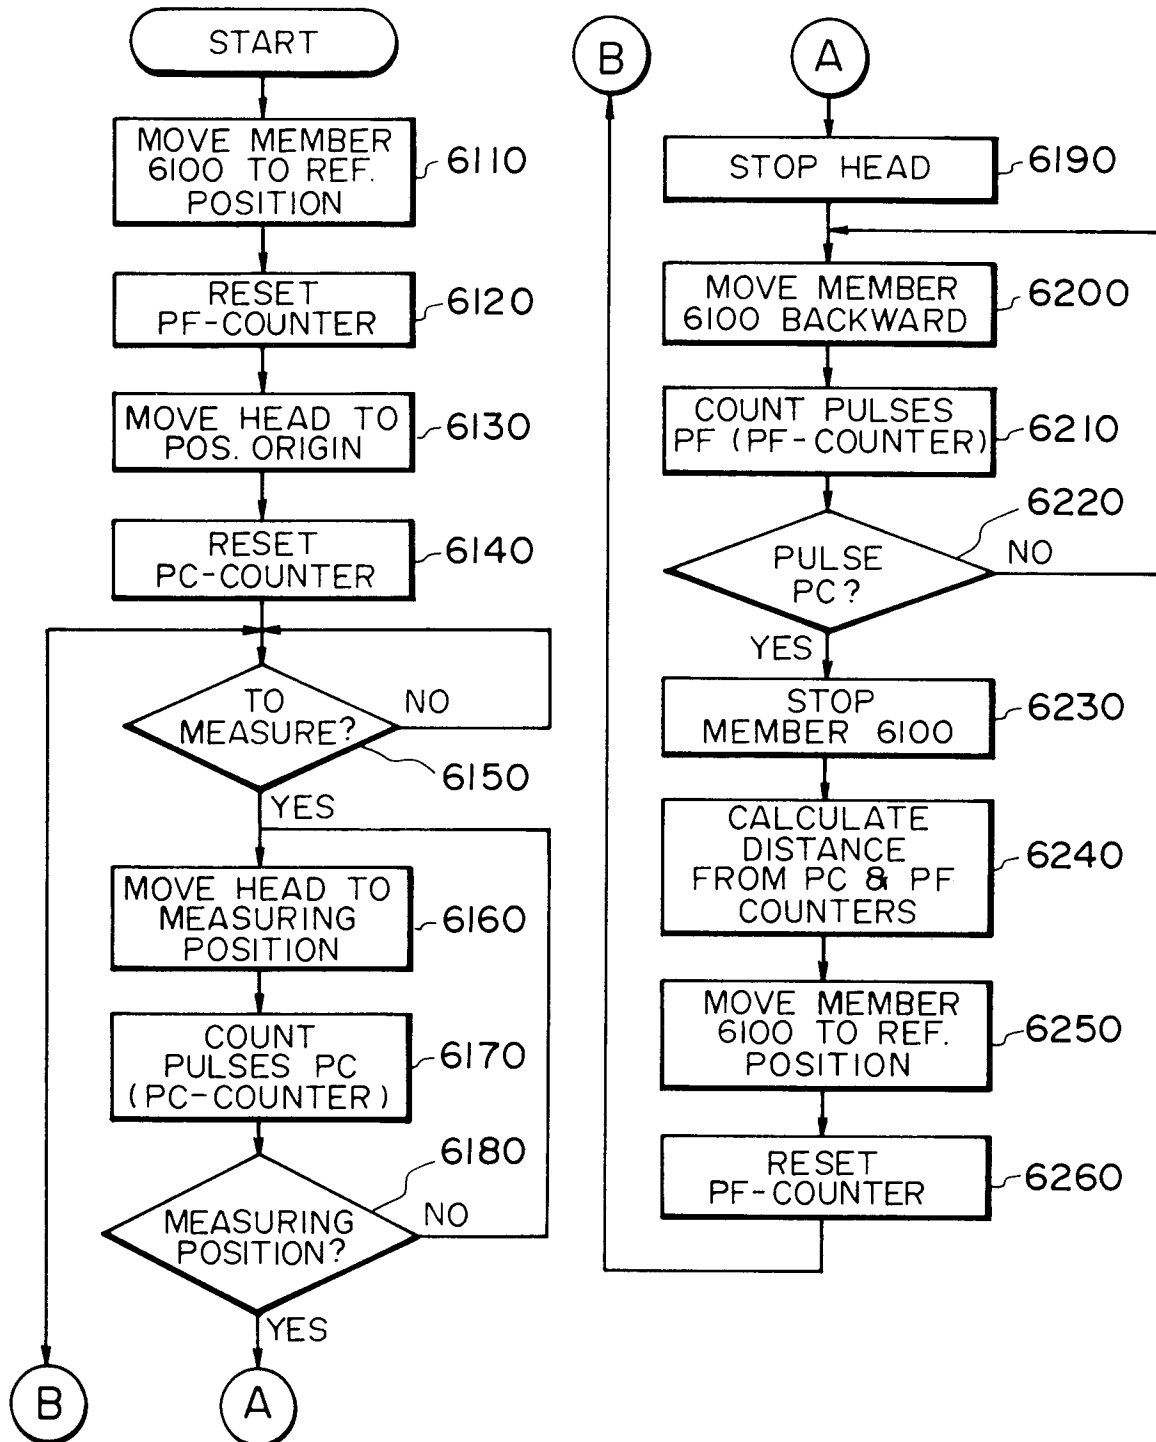 START
MOVE MEMBER
6100 TO REF.
POSITION
6110
RESET
PF-COUNTER
6120
MOVE HEAD TO
POS. ORIGIN
6130
RESET
PC-COUNTER
6140
TO
MEASURE?
NO
6150
YES
MOVE HEAD TO
MEASURING
POSITION
6160
COUNT
PULSES PC
(PC-COUNTER)
6170
6180
MEASURING
POSITION?
NO
YES
B
A
B
A
STOP HEAD
6190
MOVE MEMBER
6100 BACKWARD
6200
COUNT PULSES
PF (PF-COUNTER)
6210
6220
PULSE
PC?
NO
YES
STOP
MEMBER 6100
6230
CALCULATE
DISTANCE
FROM PC & PF
COUNTERS
6240
MOVE MEMBER
6100 TO REF.
POSITION
6250
RESET
PF-COUNTER
6260